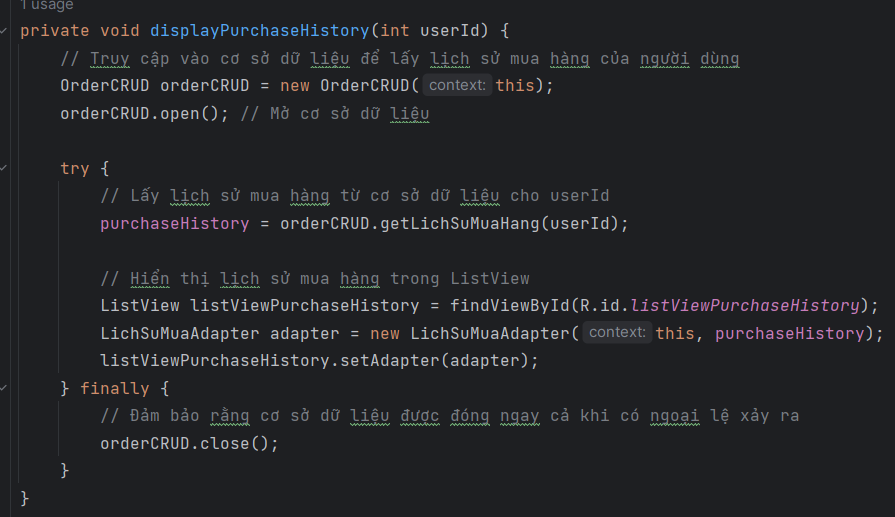 1 usage
private void displayPurchaseHistory(int userId) {
// Truy cập vào cơ sở dữ liệu để lấy lịch sử mua hàng của người dùng
OrderCRUD orderCRUD = new OrderCRUD( context: this);
orderCRUD.open(); // Mở cơ sở dữ liệu
try {
// Lấy lịch sử mua hàng từ cơ sở dữ liệu cho userId
purchaseHistory = orderCRUD.getLichSuMuaHang(userId);
// Hiển thị lịch sử mua hàng trong ListView
ListView listViewPurchaseHistory = findViewById(R.id.listViewPurchaseHistory);
LichSuMuaAdapter adapter = new LichSuMuaAdapter( context: this, purchaseHistory);
listViewPurchaseHistory.setAdapter(adapter);
} finally {
// Đảm bảo rằng cơ sở dữ liệu được đóng ngay cả khi có ngoại lệ xảy ra
orderCRUD.close();
}
}